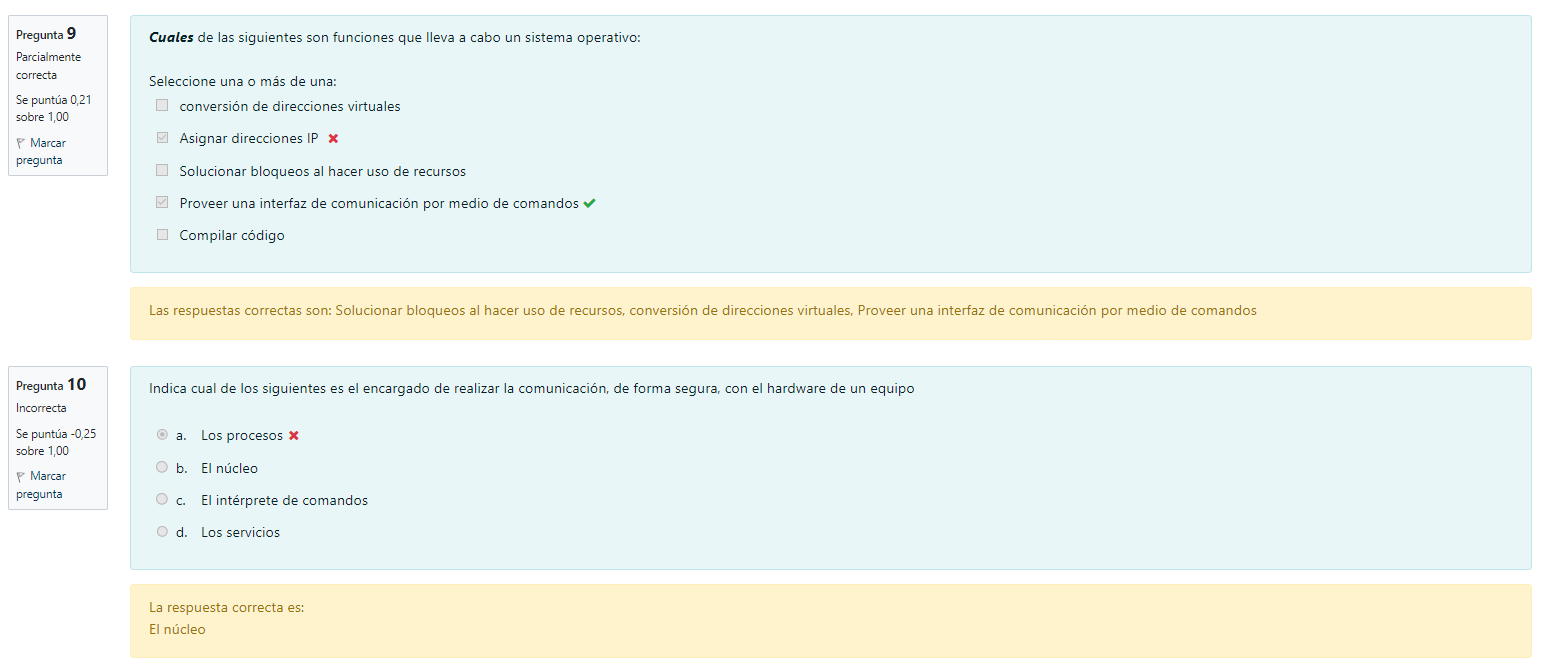 Pregunta 9
Parcialmente
correcta
Se puntúa 0,21
sobre 1,00
Marcar
pregunta
Cuales de las siguientes son funciones que lleva a cabo un sistema operativo:
Seleccione una o más de una:
conversión de direcciones virtuales
Asignar direcciones IP
Solucionar bloqueos al hacer uso de recursos
Proveer una interfaz de comunicación por medio de comandos
Compilar código
Las respuestas correctas son: Solucionar bloqueos al hacer uso de recursos, conversión de direcciones virtuales, Proveer una interfaz de comunicación por medio de comandos
Pregunta 10
Incorrecta
Se puntúa -0,25
sobre 1,00
Marcar
pregunta
Indica cual de los siguientes es el encargado de realizar la comunicación, de forma segura, con el hardware de un equipo
a. Los procesos
b. El núcleo
c. El intérprete de comandos
d. Los servicios
La respuesta correcta es:
El núcleo